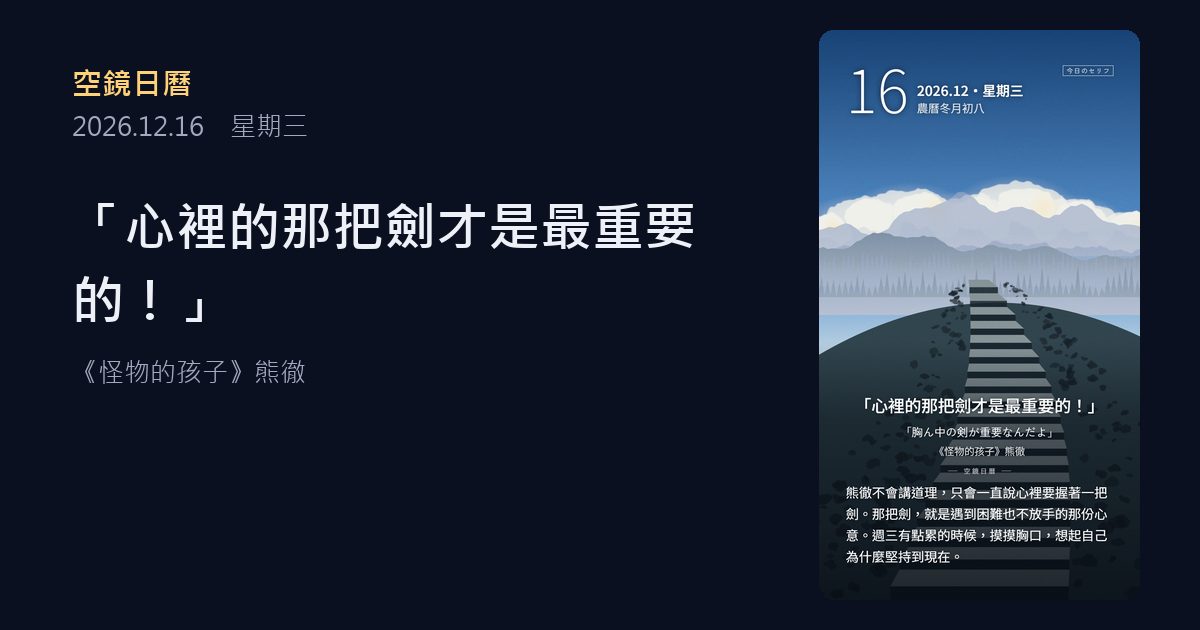 空鏡日曆
2026.12.16 星期三
「心裡的那把劍才是最重要
的！」
《怪物的孩子》熊徹
16
2026.12・星期三
農曆冬月初八
今日のセリフ
「心裡的那把劍才是最重要的！」
「胸ん中の剣が重要なんだよ」
《怪物的孩子》熊徹
— 空鏡日曆 —
熊徹不會講道理，只會一直說心裡要握著一把
劍。那把劍，就是遇到困難也不放手的那份心
意。週三有點累的時候，摸摸胸口，想起自己
為什麼堅持到現在。